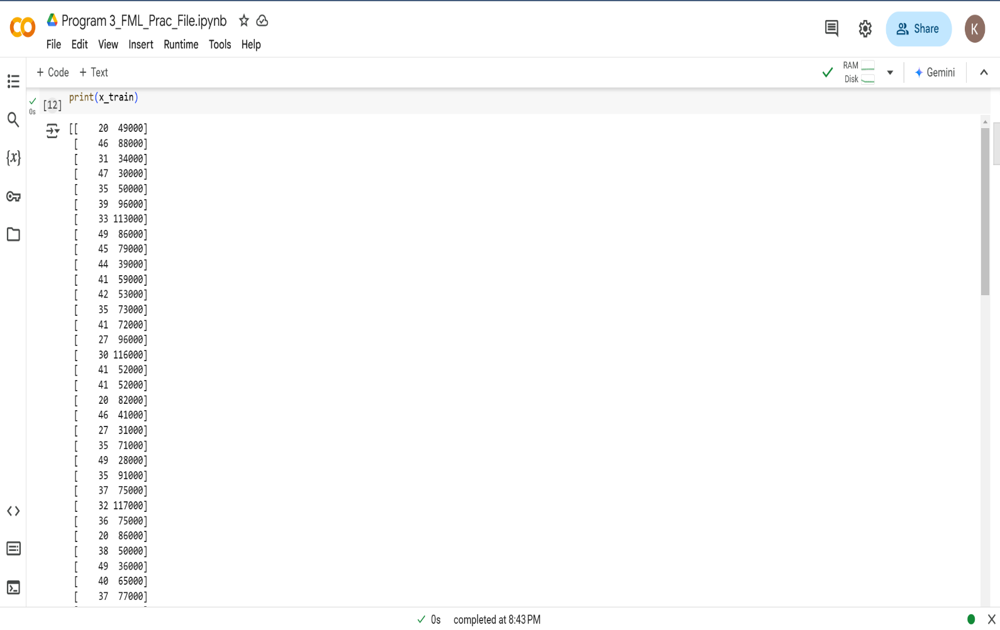 Program 3_FML_Prac_File.ipynb
File Edit View Insert Runtime Tools Help
Share
K
+ Code + Text
RAM
Disk
Gemini
0s
[12] print(x_train)
[[ 20 49000]
[ 46 88000]
[ 31 34000]
[ 47 30000]
[ 35 50000]
[ 39 96000]
[ 33 113000]
[ 49 86000]
[ 45 79000]
[ 44 39000]
[ 41 59000]
[ 42 53000]
[ 35 73000]
[ 41 72000]
[ 27 96000]
[ 30 116000]
[ 41 52000]
[ 41 52000]
[ 20 82000]
[ 46 41000]
[ 27 31000]
[ 35 71000]
[ 49 28000]
[ 35 91000]
[ 37 75000]
[ 32 117000]
[ 36 75000]
[ 20 86000]
[ 38 50000]
[ 49 36000]
[ 40 65000]
[ 37 77000]
0s completed at 8:43 PM